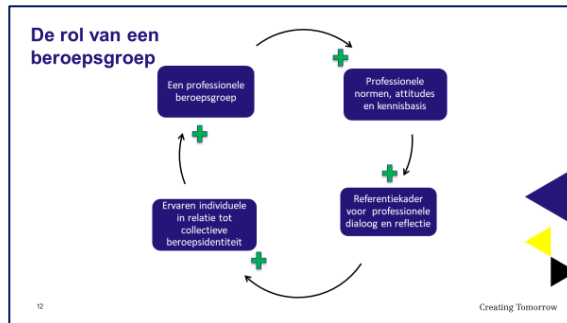 De rol van een
beroepsgroep
Een professionele
beroepsgroep
Professionele
normen, attitudes
en kennisbasis
Referentiekader
voor professionele
dialoog en reflectie
Ervaren individuele
in relatie tot
collectieve
beroepsidentiteit
12
Creating Tomorrow